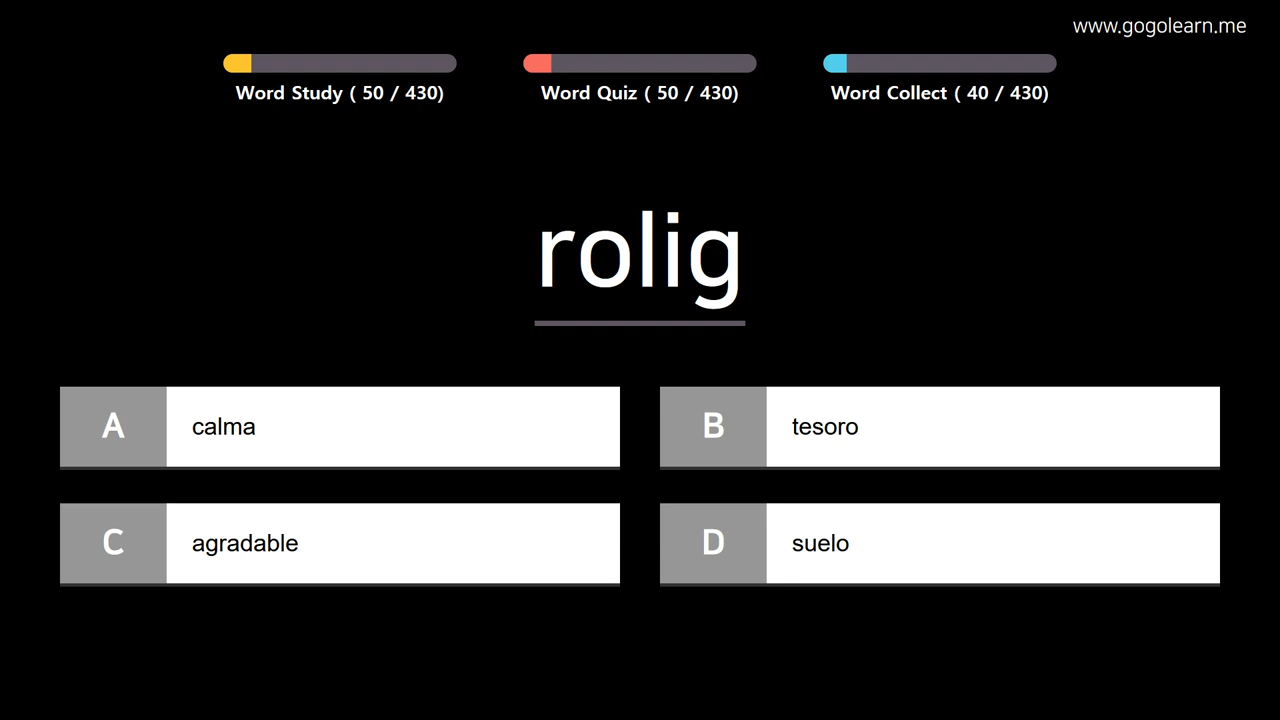 www.gogolearn.me
Word Study ( 50 / 430)
Word Quiz ( 50 / 430)
Word Collect ( 40 / 430)
rolig
A calma
B tesoro
C agradable
D suelo